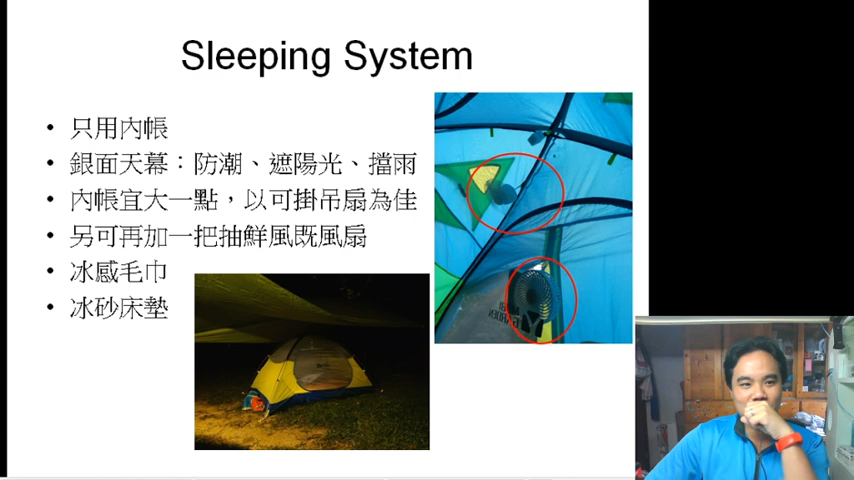 Sleeping System
• 只用內帳
• 銀面天幕：防潮、遮陽光、擋雨
• 內帳宜大一點，以可掛吊扇為佳
• 另可再加一把抽鮮風既風扇
• 冰感毛巾
• 冰砂床墊